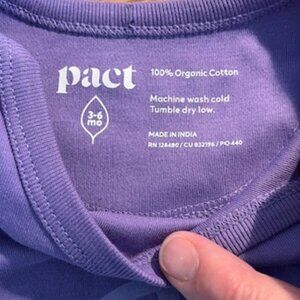 pact
3-6
mo
100% Organic Cotton
Machine wash cold
Tumble dry low.
MADE IN INDIA
RN 128480 / CU 832196 / PO 440